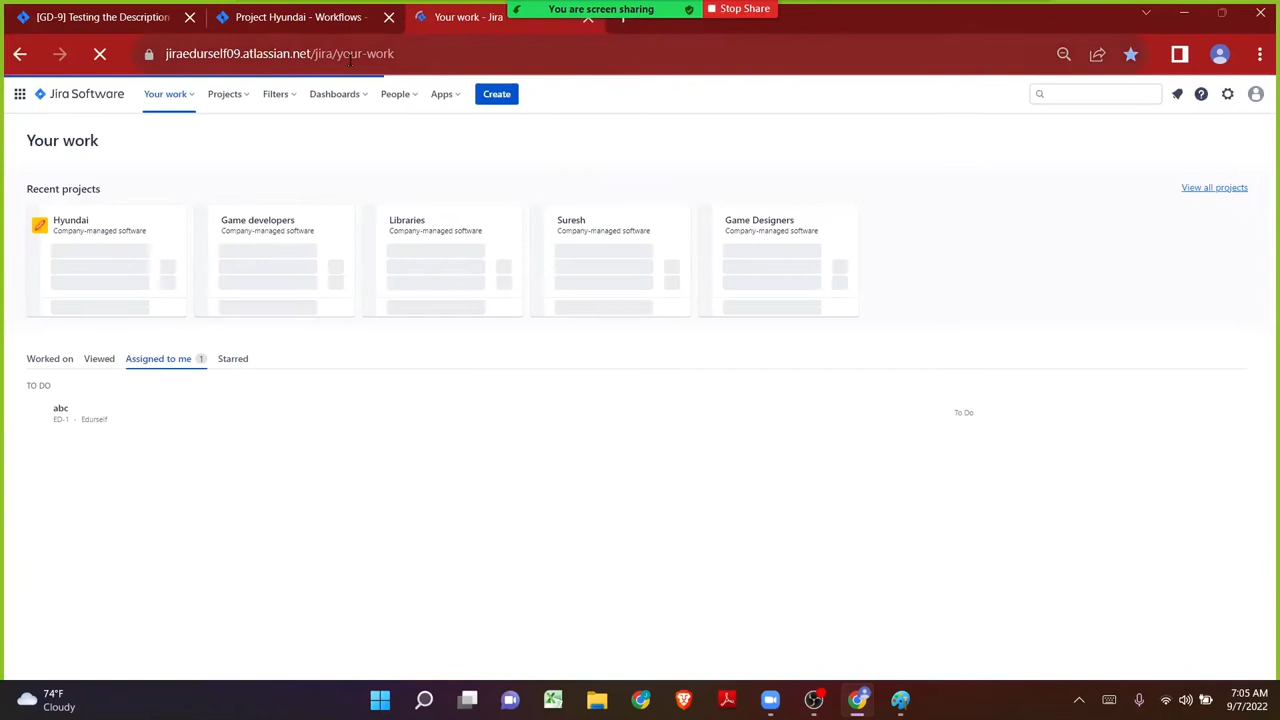 You are screen sharing
Stop Share
[GD-9] Testing the Description
Project Hyundai - Workflows -
Your work - Jira
jiraedurself09.atlassian.net/jira/your-work
Jira Software
Your work
Projects
Filters
Dashboards
People
Apps
Create
Your work
Recent projects
View all projects
Hyundai
Company-managed software
Game developers
Company-managed software
Libraries
Company-managed software
Suresh
Company-managed software
Game Designers
Company-managed software
Worked on
Viewed
Assigned to me 1
Starred
TO DO
abc
ED-1 · Edurself
To Do
74°F
Cloudy
7:05 AM
9/7/2022